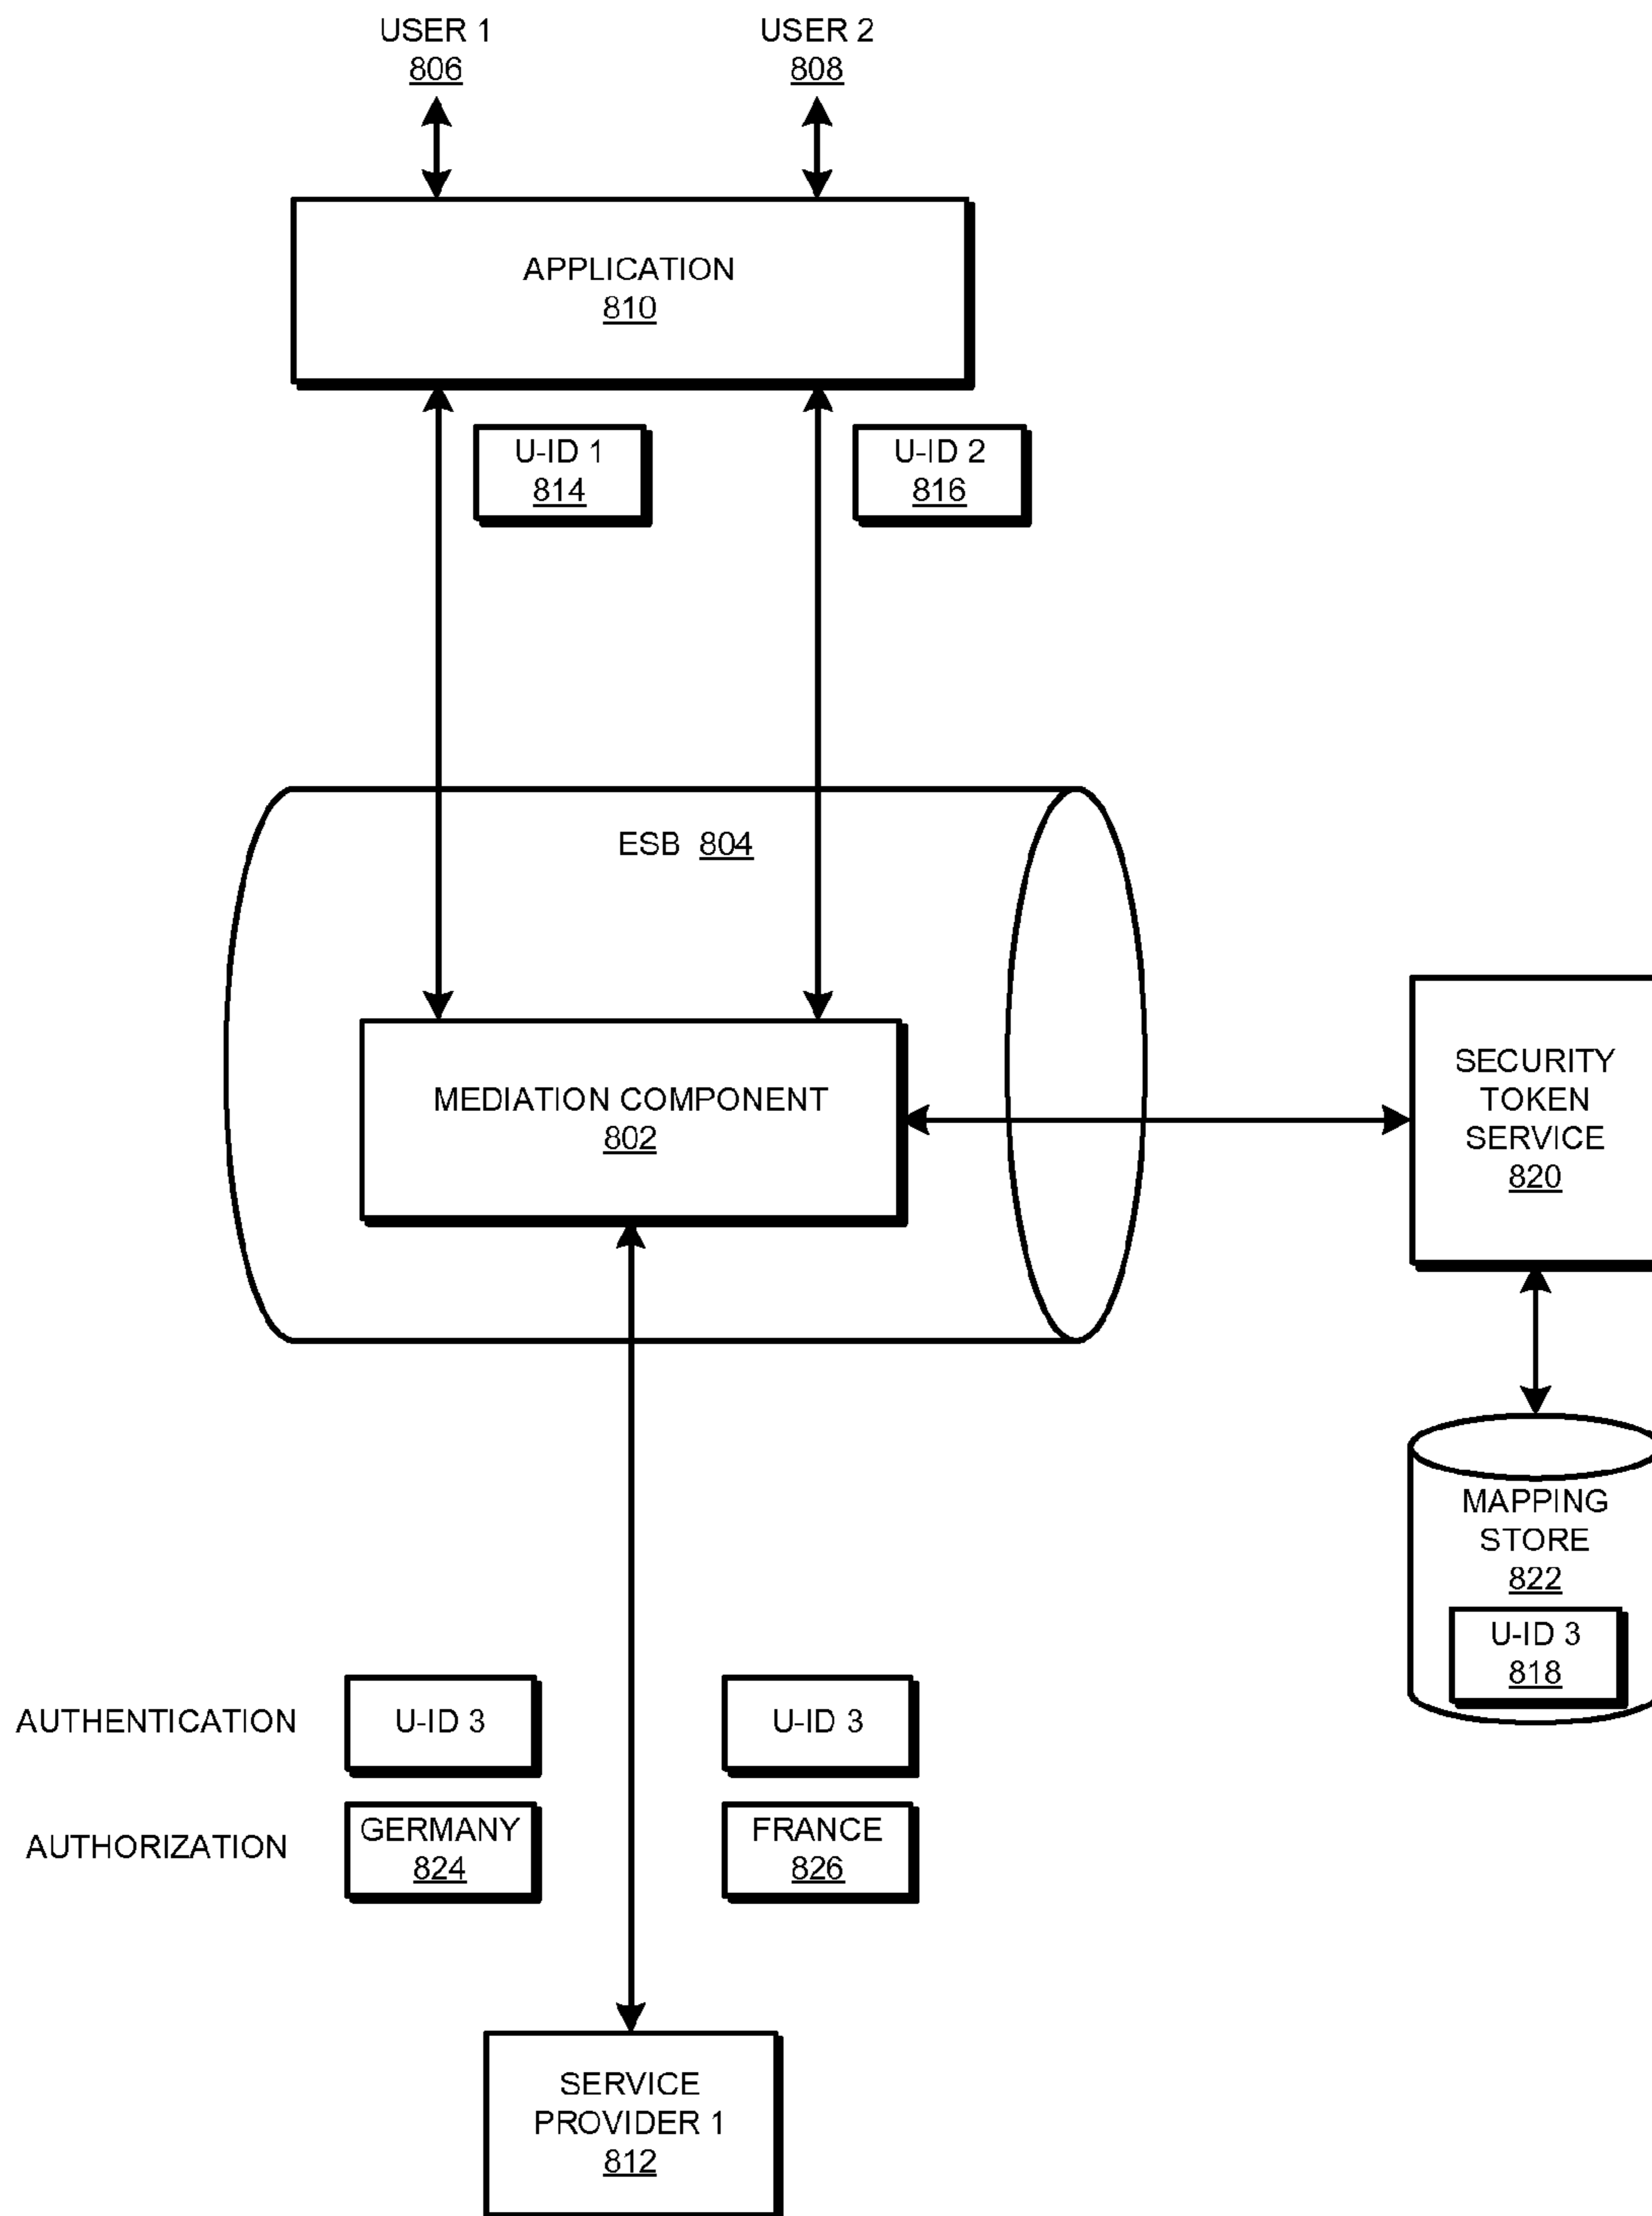 USER 1
806
USER 2
808
APPLICATION
810
U-ID 1
814
U-ID 2
816
ESB 804
MEDIATION COMPONENT
802
SECURITY
TOKEN
SERVICE
820
MAPPING
STORE
822
U-ID 3
818
AUTHENTICATION
U-ID 3
U-ID 3
AUTHORIZATION
GERMANY
824
FRANCE
826
SERVICE
PROVIDER 1
812